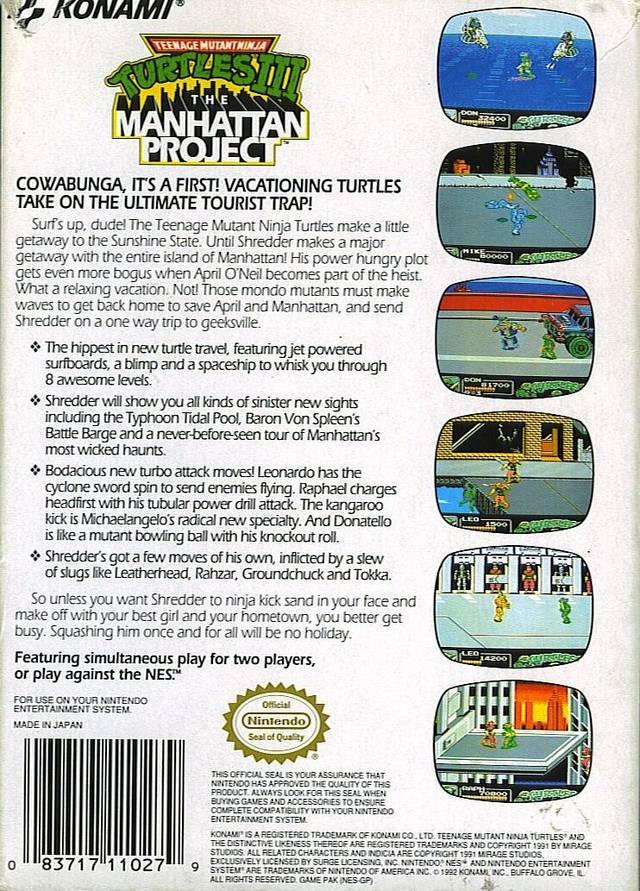 KONAMI®
TEENAGE MUTANT NINJA
TURTLES III
THE
MANHATTAN
PROJECT™
COWABUNGA, IT'S A FIRST! VACATIONING TURTLES
TAKE ON THE ULTIMATE TOURIST TRAP!
Surf's up, dude! The Teenage Mutant Ninja Turtles make a little
getaway to the Sunshine State. Until Shredder makes a major
getaway with the entire island of Manhattan! His power hungry plot
gets even more bogus when April O'Neil becomes part of the heist.
What a relaxing vacation. Not! Those mondo mutants must make
waves to get back home to save April and Manhattan, and send
Shredder on a one way trip to geeksville.
❖ The hippest in new turtle travel, featuring jet powered
surfboards, a blimp and a spaceship to whisk you through
8 awesome levels.
❖ Shredder will show you all kinds of sinister new sights
including the Typhoon Tidal Pool, Baron Von Spleen's
Battle Barge and a never-before-seen tour of Manhattan's
most wicked haunts.
❖ Bodacious new turbo attack moves! Leonardo has the
cyclone sword spin to send enemies flying. Raphael charges
headfirst with his tubular power drill attack. The kangaroo
kick is Michaelangelo's radical new specialty. And Donatello
is like a mutant bowling ball with his knockout roll.
❖ Shredder's got a few moves of his own, inflicted by a slew
of slugs like Leatherhead, Rahzar, Groundchuck and Tokka.
So unless you want Shredder to ninja kick sand in your face and
make off with your best girl and your hometown, you better get
busy. Squashing him once and for all will be no holiday.
Featuring simultaneous play for two players,
or play against the NES™
FOR USE ON YOUR NINTENDO
ENTERTAINMENT SYSTEM.
MADE IN JAPAN
0 83717 11027 9
Official
Nintendo
Seal of Quality
®
THIS OFFICIAL SEAL IS YOUR ASSURANCE THAT
NINTENDO HAS APPROVED THE QUALITY OF THIS
PRODUCT. ALWAYS LOOK FOR THIS SEAL WHEN
BUYING GAMES AND ACCESSORIES TO ENSURE
COMPLETE COMPATIBILITY WITH YOUR NINTENDO
ENTERTAINMENT SYSTEM.
KONAMI® IS A REGISTERED TRADEMARK OF KONAMI CO., LTD. TEENAGE MUTANT NINJA TURTLES® AND
THE DISTINCTIVE LIKENESS THEREOF ARE REGISTERED TRADEMARKS AND COPYRIGHT 1991 BY MIRAGE
STUDIOS. ALL RELATED CHARACTERS AND INDICIA ARE COPYRIGHT 1991 MIRAGE STUDIOS.
EXCLUSIVELY LICENSED BY SURGE LICENSING, INC. NINTENDO,® NES™ AND NINTENDO ENTERTAINMENT
SYSTEM® ARE TRADEMARKS OF NINTENDO OF AMERICA INC. © 1992 KONAMI, INC., BUFFALO GROVE, IL.
ALL RIGHTS RESERVED. GAME PAK (NES-GP)
DON
32400
MIKE
DON
81700
LEO
1500
LEO
14200
RAPH
70800